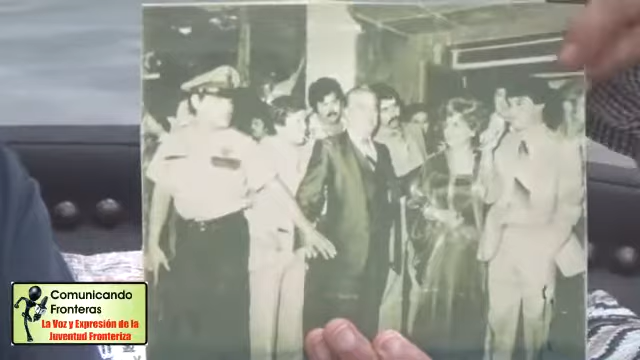 Comunicando
Fronteras
La Voz y Expresión de la
Juventud Fronteriza